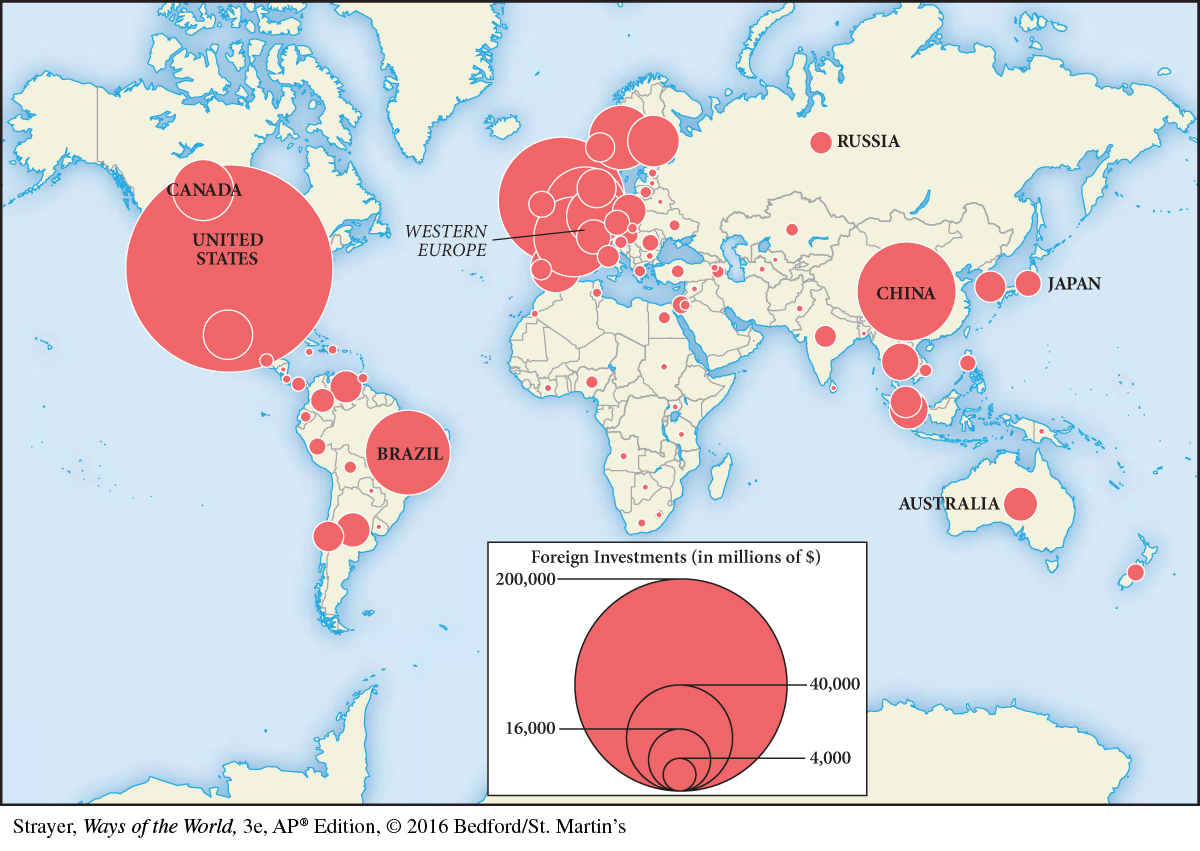 RUSSIA
CANADA
UNITED
STATES
WESTERN
EUROPE
CHINA
JAPAN
BRAZIL
AUSTRALIA
Foreign Investments (in millions of $)
200,000
40,000
16,000
4,000
Strayer, Ways of the World, 3e, AP® Edition, © 2016 Bedford/St. Martin's